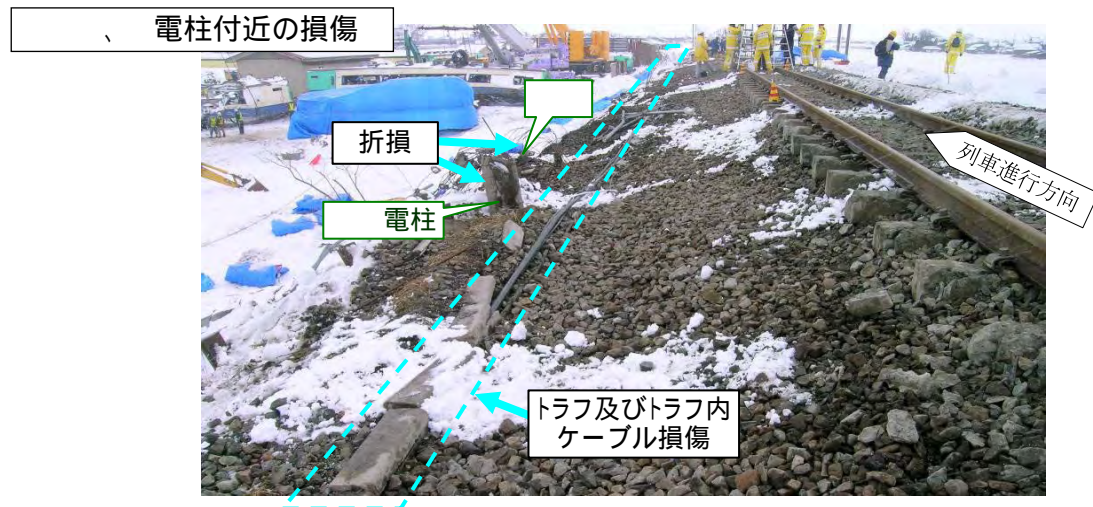 、 電柱付近の損傷
折損
電柱
列車進行方向
トラフ及びトラフ内
ケーブル損傷